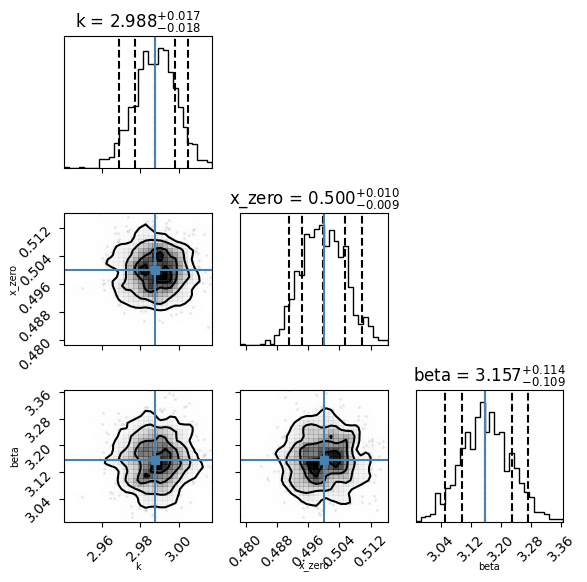 k = 2.988+0.017−0.018
x_zero = 0.500+0.010−0.009
x_zero
0.512
0.504
0.496
0.488
0.480
beta = 3.157+0.114−0.109
beta
3.36
3.28
3.20
3.12
3.04
2.96 2.98 3.00
k
0.480 0.488 0.496 0.504 0.512
x_zero
3.04 3.12 3.20 3.28 3.36
beta